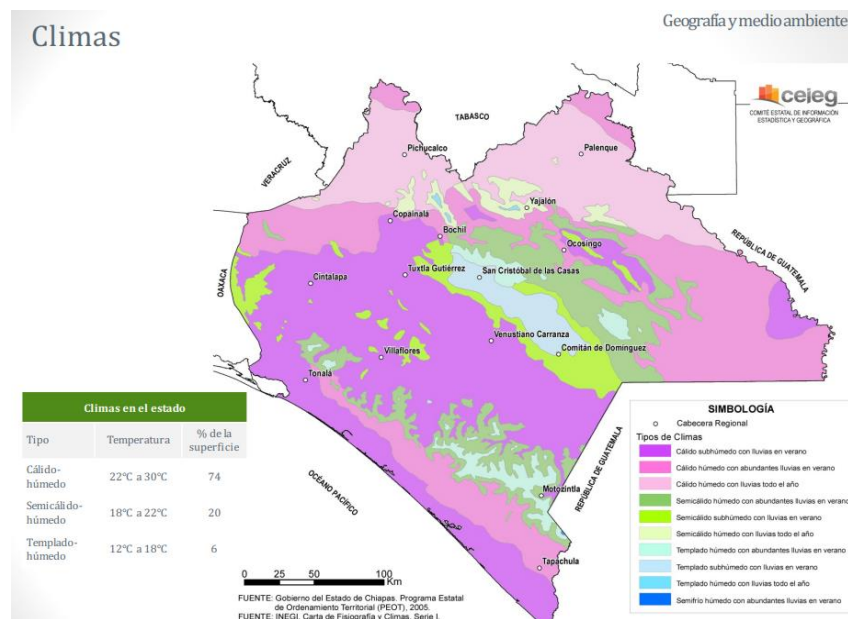 Climas
Geografía y medio ambiente
ceieg
COMITÉ ESTATAL DE INFORMACIÓN
ESTADÍSTICA Y GEOGRÁFICA
TABASCO
VERACRUZ
Pichucalco
Palenque
Yajalón
Copainala
Bochil
Ocosingo
REPÚBLICA DE GUATEMALA
OAXACA
Cintalapa
Tuxtla Gutiérrez
San Cristóbal de las Casas
Venustiano Carranza
Villaflores
Comitán de Domínguez
Tonalá
REPÚBLICA DE GUATEMALA
OCÉANO PACÍFICO
Motozintla
Tapachula
Climas en el estado
Tipo Temperatura % de la superficie
Cálido-húmedo 22°C a 30°C 74
Semicálido-húmedo 18°C a 22°C 20
Templado-húmedo 12°C a 18°C 6
SIMBOLOGÍA
Cabecera Regional
Tipos de Climas
Cálido subhúmedo con lluvias en verano
Cálido húmedo con abundantes lluvias en verano
Cálido húmedo con lluvias todo el año
Semicálido húmedo con abundantes lluvias en verano
Semicálido subhúmedo con lluvias en verano
Semicálido húmedo con lluvias todo el año
Templado húmedo con abundantes lluvias en verano
Templado subhúmedo con lluvias en verano
Templado húmedo con lluvias todo el año
Semifrío húmedo con abundantes lluvias en verano
0 25 50 100
Km
FUENTE: Gobierno del Estado de Chiapas. Programa Estatal
de Ordenamiento Territorial (PEOT), 2005.
FUENTE: INEGI. Carta de Fisiografía y Climas. Serie I.